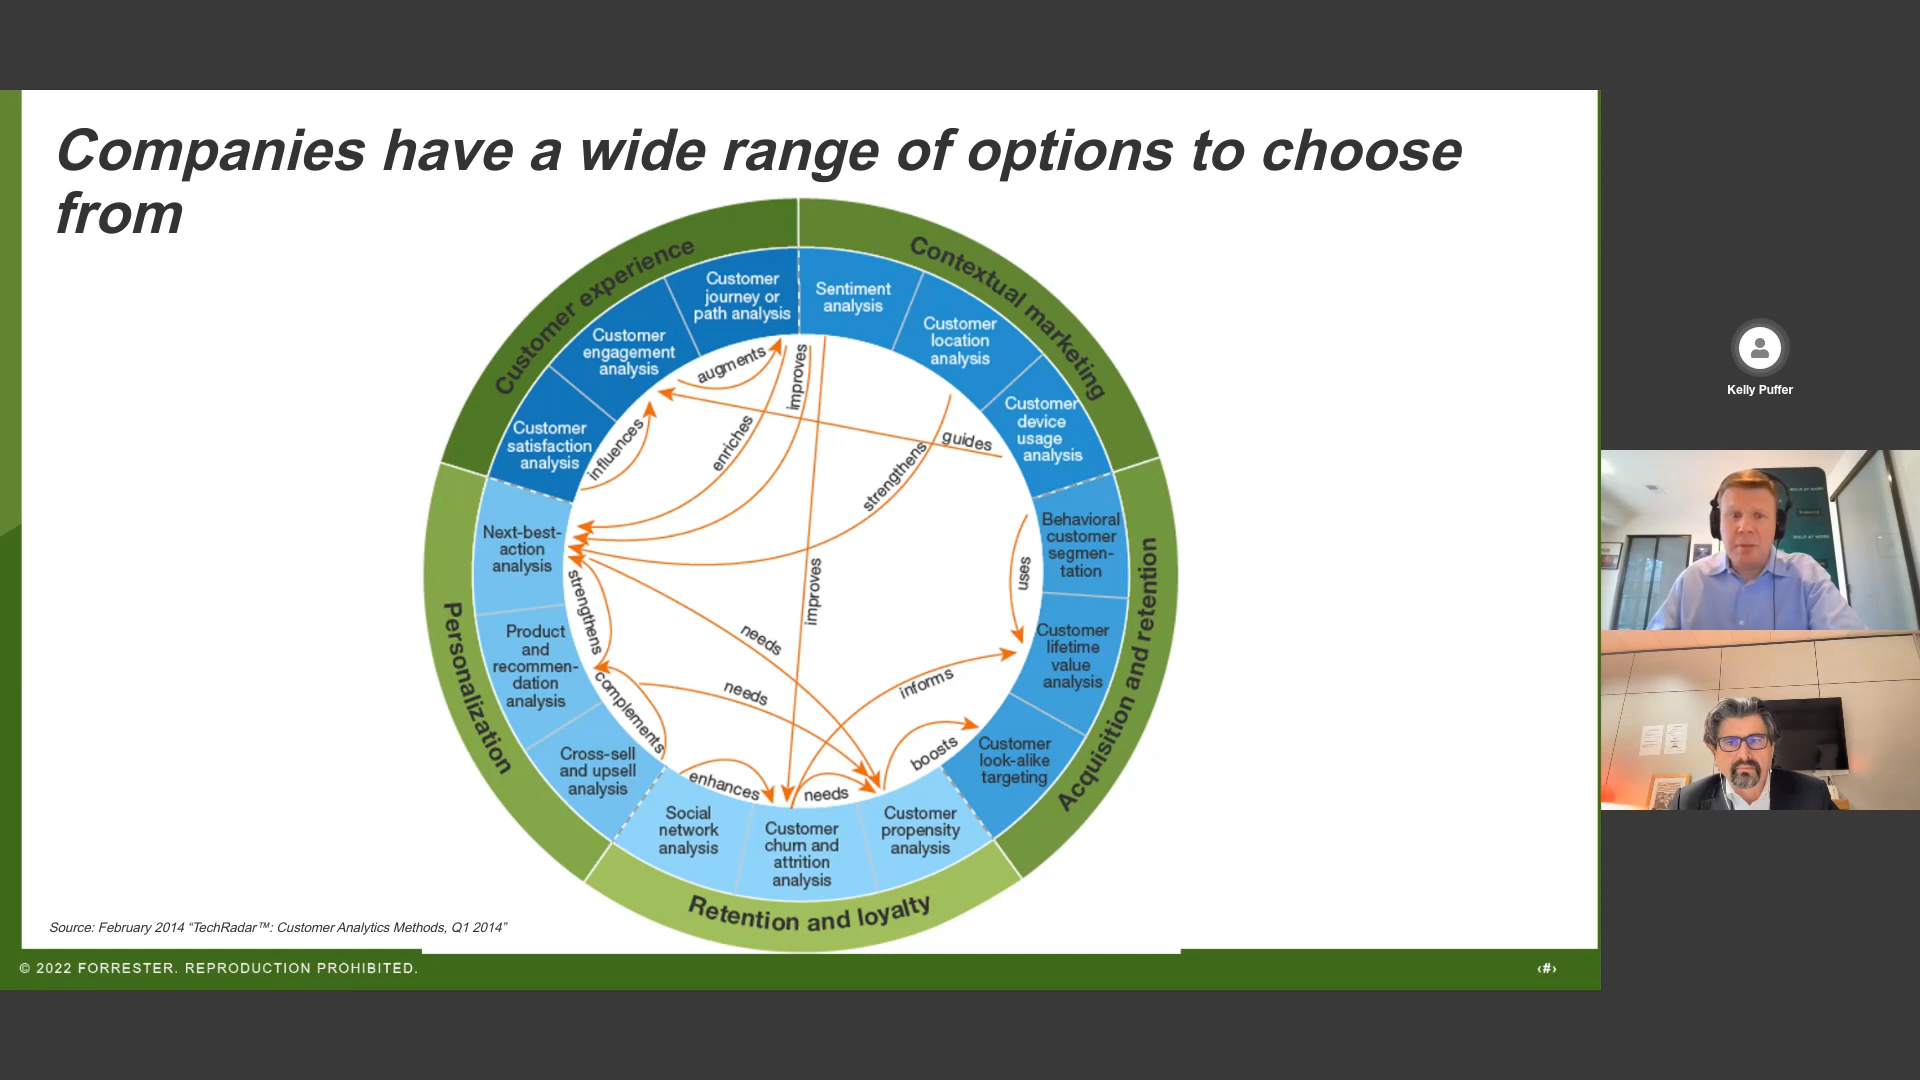 Companies have a wide range of options to choose
from
Customer experience
Contextual marketing
Acquisition and retention
Retention and loyalty
Personalization
Customer
journey or
path analysis
Sentiment
analysis
Customer
location
analysis
Customer
device
usage
analysis
Behavioral
customer
segmen-
tation
Customer
lifetime
value
analysis
Customer
look-alike
targeting
Customer
propensity
analysis
Customer
churn and
attrition
analysis
Social
network
analysis
Cross-sell
and upsell
analysis
Product
and
recommen-
dation
analysis
Next-best-
action
analysis
Customer
satisfaction
analysis
Customer
engagement
analysis
augments
improves
enriches
influences
guides
strengthens
uses
improves
strengthens
needs
needs
informs
complements
boosts
enhances
needs
Source: February 2014 “TechRadar™: Customer Analytics Methods, Q1 2014”
© 2022 FORRESTER. REPRODUCTION PROHIBITED.
‹#›
Kelly Puffer